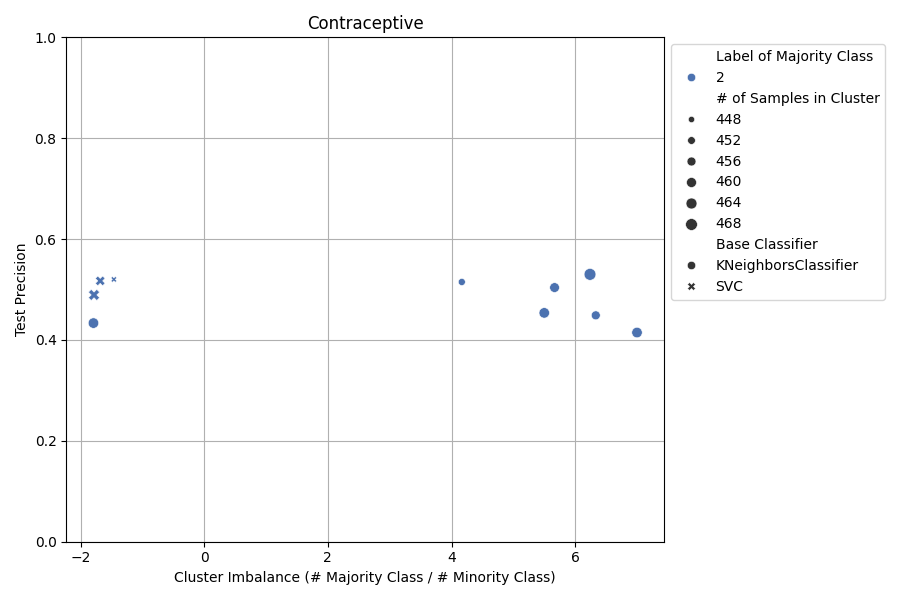 Contraceptive
1.0
0.8
0.6
0.4
0.2
0.0
Test Precision
−2
0
2
4
6
Cluster Imbalance (# Majority Class / # Minority Class)
Label of Majority Class
2
# of Samples in Cluster
448
452
456
460
464
468
Base Classifier
KNeighborsClassifier
SVC